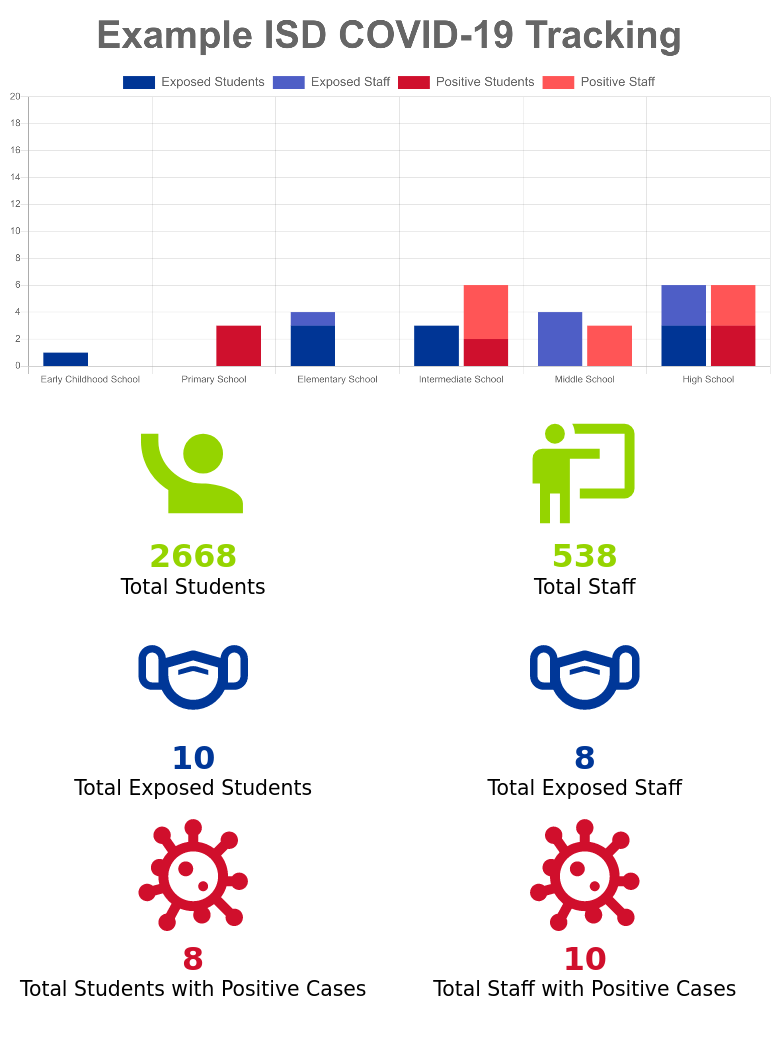 Example ISD COVID-19 Tracking
Exposed Students Exposed Staff Positive Students Positive Staff
20
18
16
14
12
10
8
6
4
2
0
Early Childhood School Primary School Elementary School Intermediate School Middle School High School
2668 538
Total Students Total Staff
10 8
Total Exposed Students Total Exposed Staff
8 10
Total Students with Positive Cases Total Staff with Positive Cases